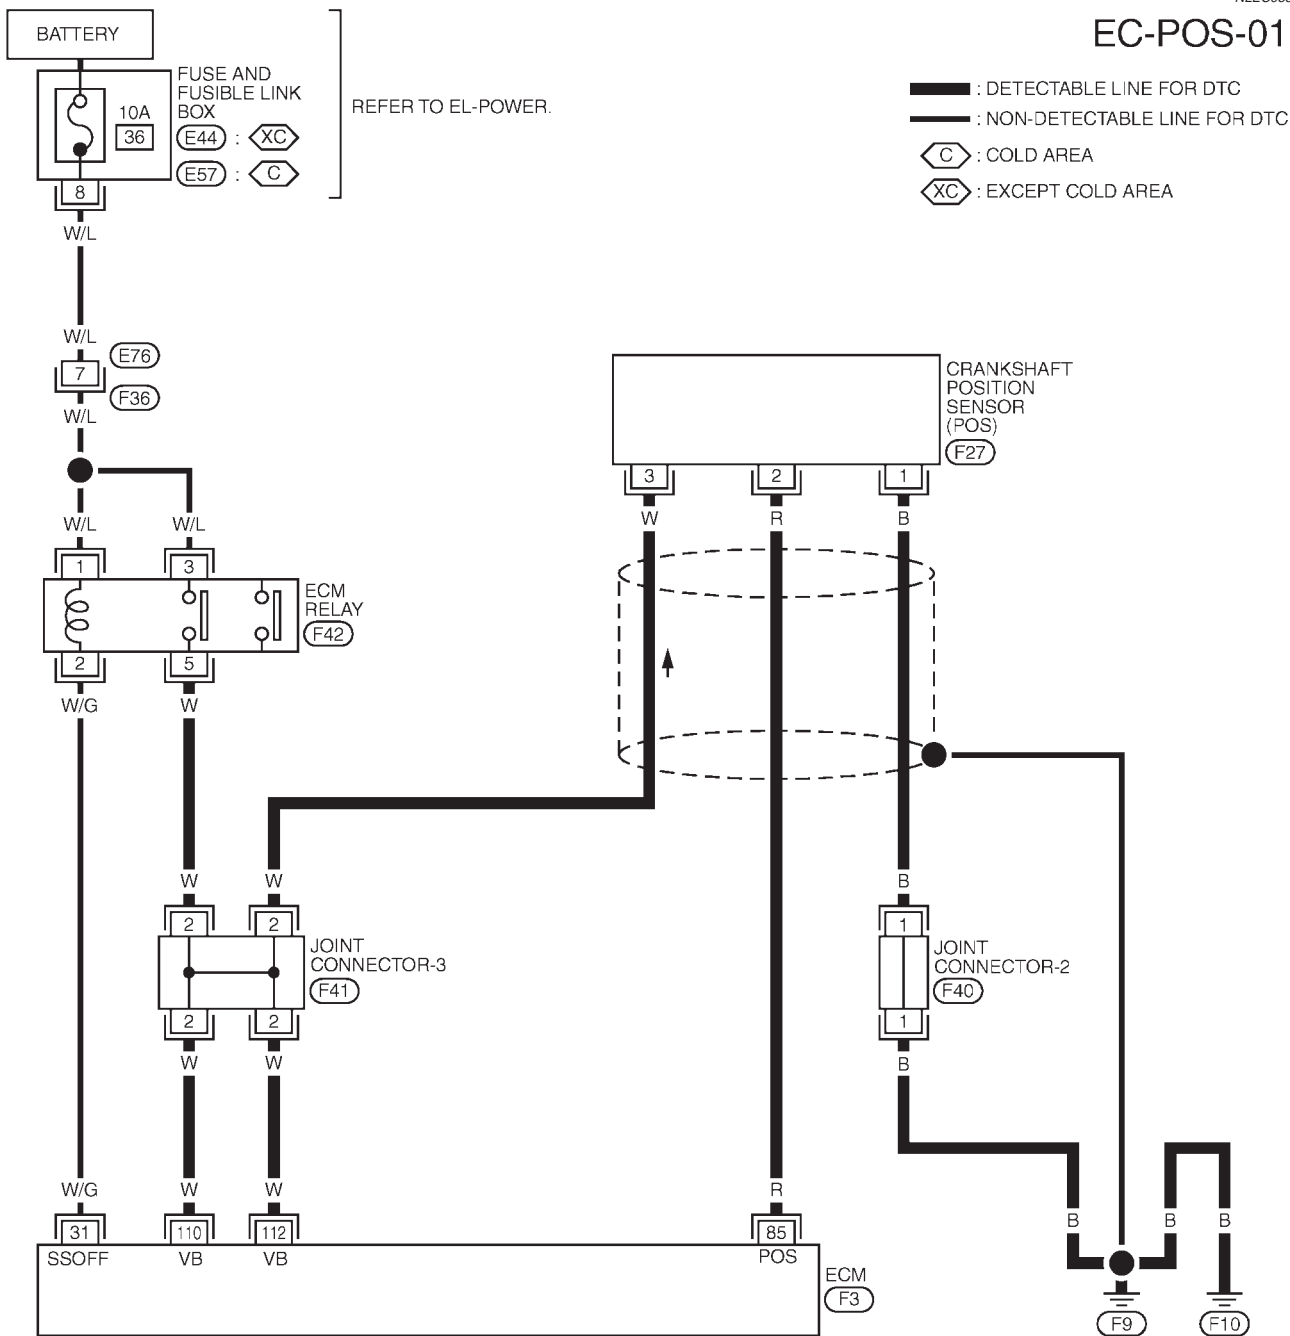 EC-POS-01
BATTERY
FUSE AND
FUSIBLE LINK
BOX
10A
36
E44 : XC
E57 : C
REFER TO EL-POWER.
: DETECTABLE LINE FOR DTC
: NON-DETECTABLE LINE FOR DTC
C : COLD AREA
XC : EXCEPT COLD AREA
8
W/L
W/L
E76
7
F36
W/L
CRANKSHAFT
POSITION
SENSOR
(POS)
F27
3 2 1
W R B
W/L W/L
1 3
ECM
RELAY
F42
2 5
W/G W
W W B
2 2 1
JOINT
CONNECTOR-3
F41
JOINT
CONNECTOR-2
F40
2 2 1
W W B
W/G W W R
B B B
31 110 112 85
SSOFF VB VB POS
ECM
F3
F9 F10